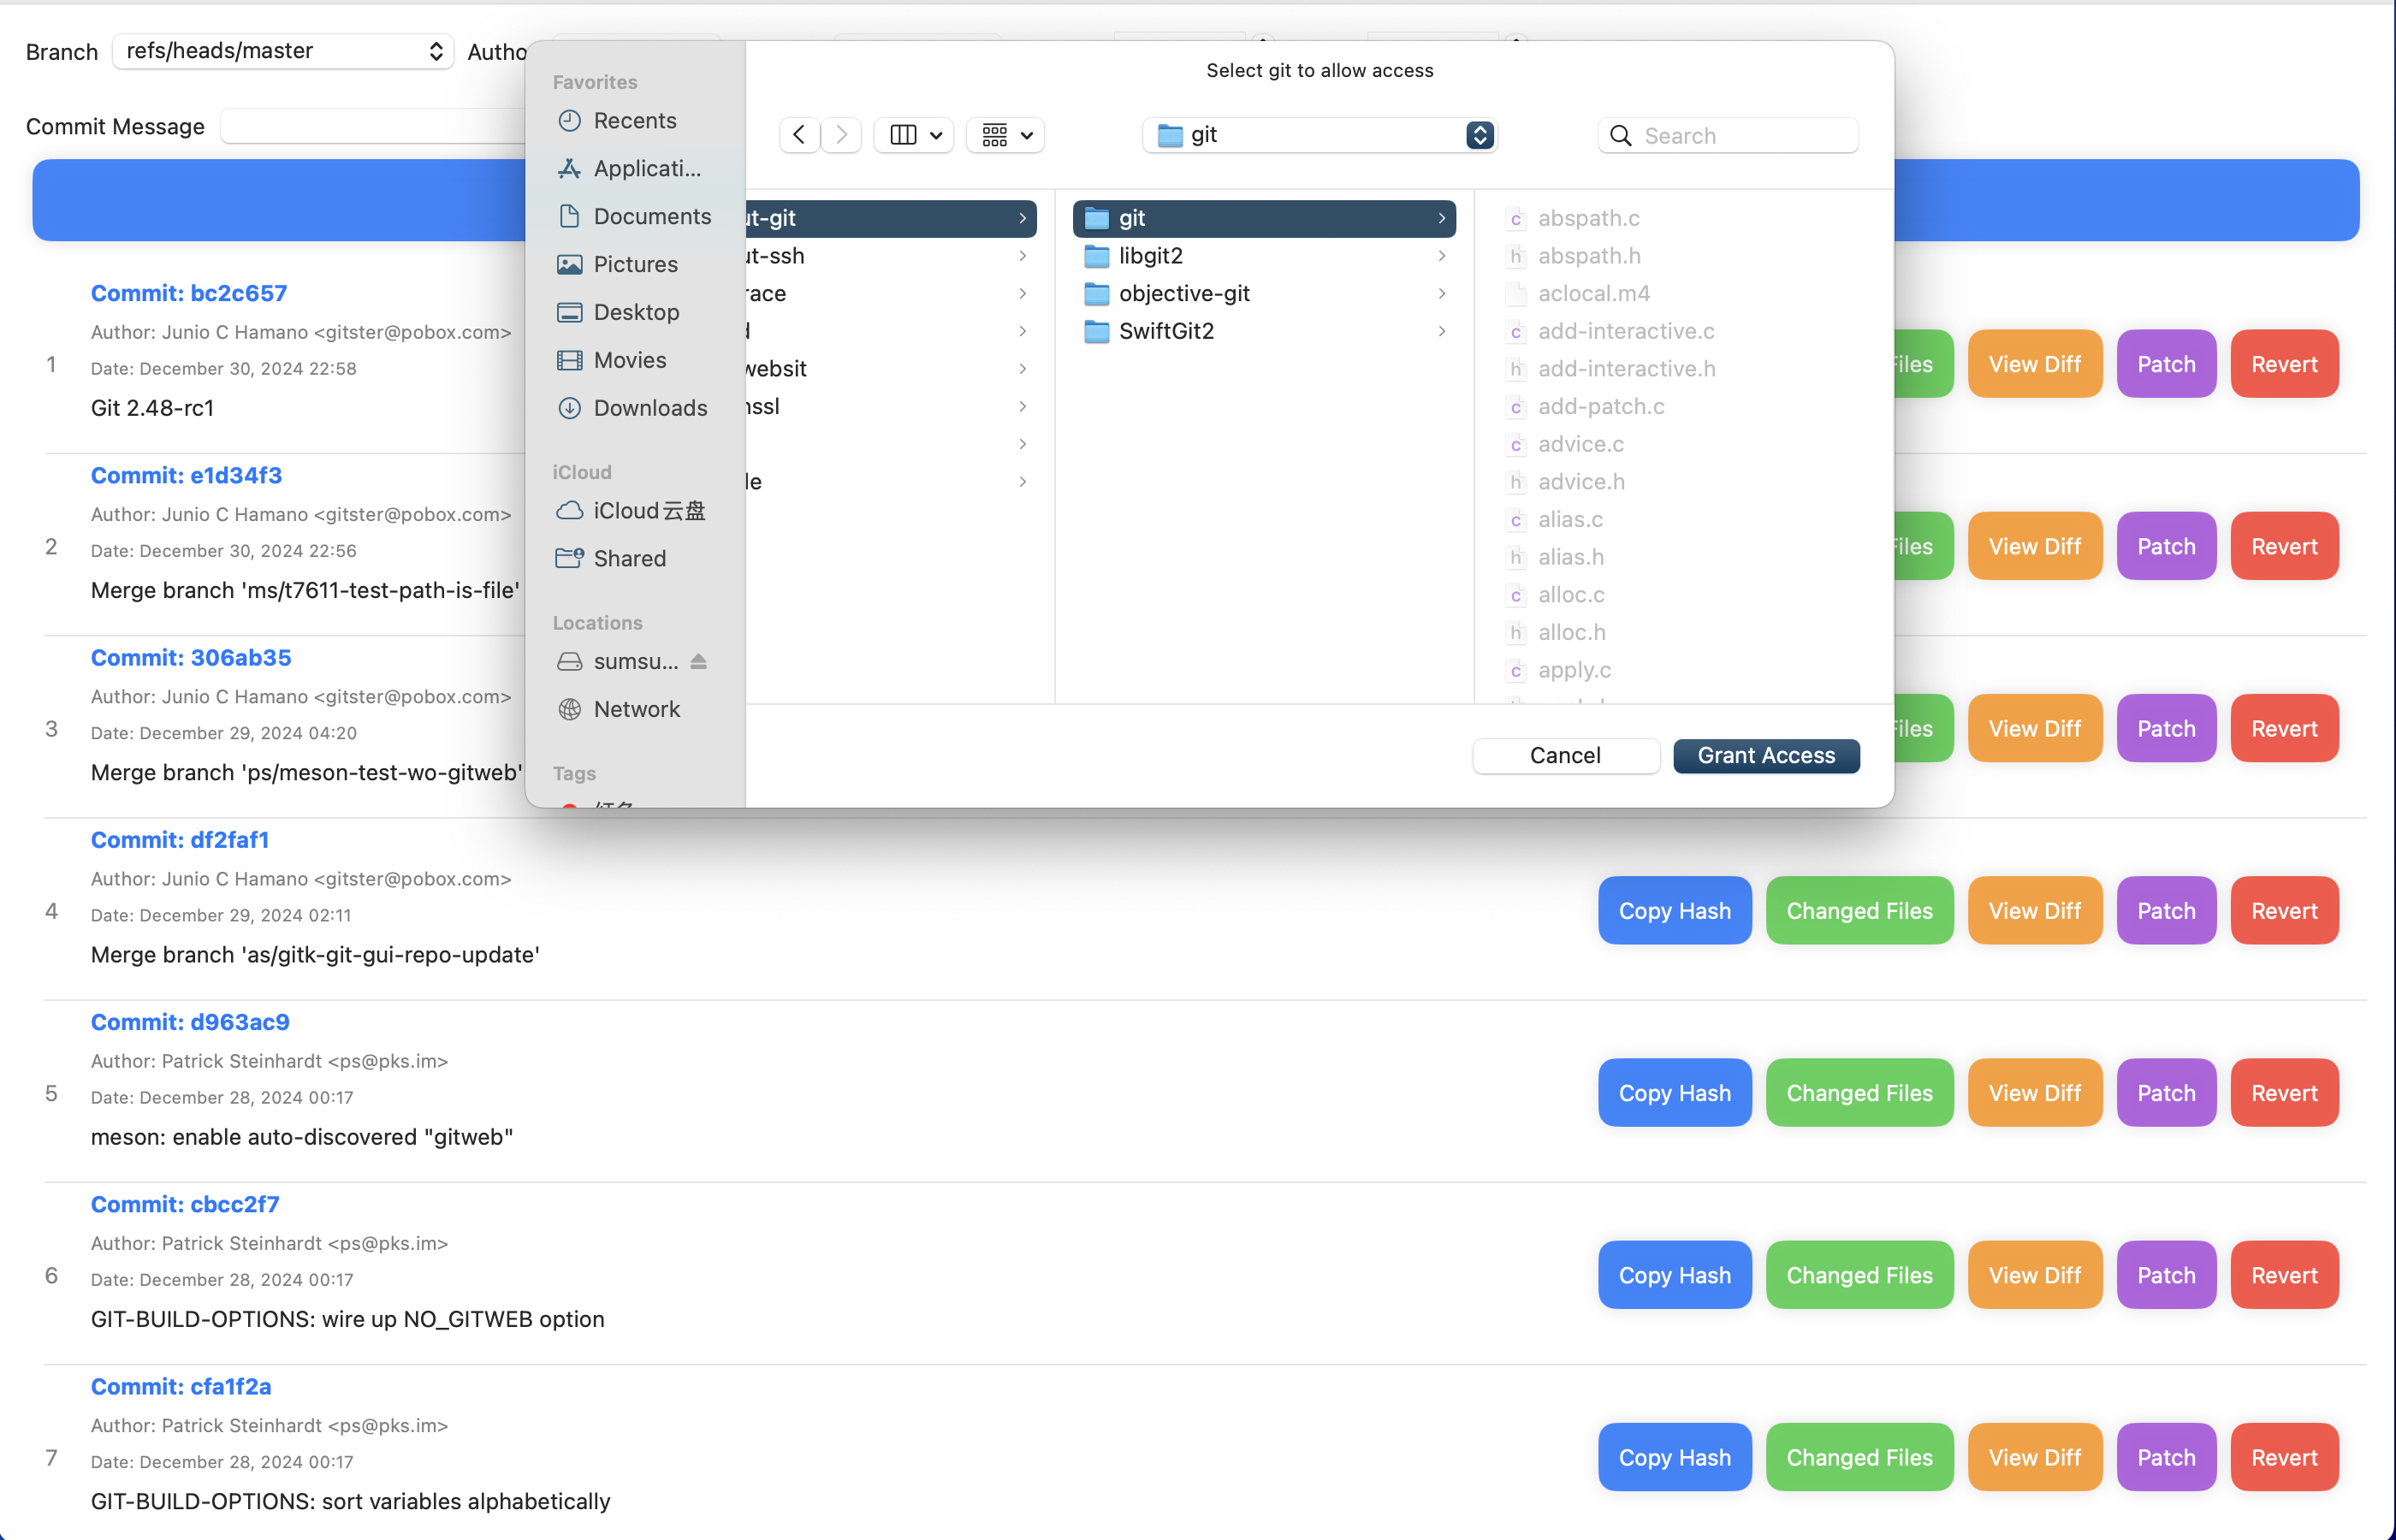 Branch refs/heads/master
Commit Message
Favorites
Recents
Applicati...
Documents
Pictures
Desktop
Movies
Downloads
iCloud
iCloud云盘
Shared
Locations
sumsu...
Network
Tags
Select git to allow access
git
Search
git
libgit2
objective-git
SwiftGit2
abspath.c
abspath.h
aclocal.m4
add-interactive.c
add-interactive.h
add-patch.c
advice.c
advice.h
alias.c
alias.h
alloc.c
alloc.h
apply.c
Cancel Grant Access
Commit: bc2c657
Author: Junio C Hamano <gitster@pobox.com>
1
Date: December 30, 2024 22:58
Git 2.48-rc1
View Diff Patch Revert
Commit: e1d34f3
Author: Junio C Hamano <gitster@pobox.com>
2
Date: December 30, 2024 22:56
Merge branch 'ms/t7611-test-path-is-file'
View Diff Patch Revert
Commit: 306ab35
Author: Junio C Hamano <gitster@pobox.com>
3
Date: December 29, 2024 04:20
Merge branch 'ps/meson-test-wo-gitweb'
View Diff Patch Revert
Commit: df2faf1
Author: Junio C Hamano <gitster@pobox.com>
4
Date: December 29, 2024 02:11
Merge branch 'as/gitk-git-gui-repo-update'
Copy Hash Changed Files View Diff Patch Revert
Commit: d963ac9
Author: Patrick Steinhardt <ps@pks.im>
5
Date: December 28, 2024 00:17
meson: enable auto-discovered "gitweb"
Copy Hash Changed Files View Diff Patch Revert
Commit: cbcc2f7
Author: Patrick Steinhardt <ps@pks.im>
6
Date: December 28, 2024 00:17
GIT-BUILD-OPTIONS: wire up NO_GITWEB option
Copy Hash Changed Files View Diff Patch Revert
Commit: cfa1f2a
Author: Patrick Steinhardt <ps@pks.im>
7
Date: December 28, 2024 00:17
GIT-BUILD-OPTIONS: sort variables alphabetically
Copy Hash Changed Files View Diff Patch Revert